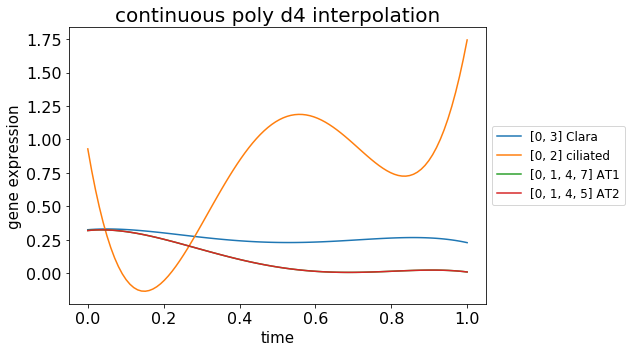 continuous poly d4 interpolation
gene expression
1.75
1.50
1.25
1.00
0.75
0.50
0.25
0.00
0.0 0.2 0.4 0.6 0.8 1.0
time
[0, 3] Clara
[0, 2] ciliated
[0, 1, 4, 7] AT1
[0, 1, 4, 5] AT2